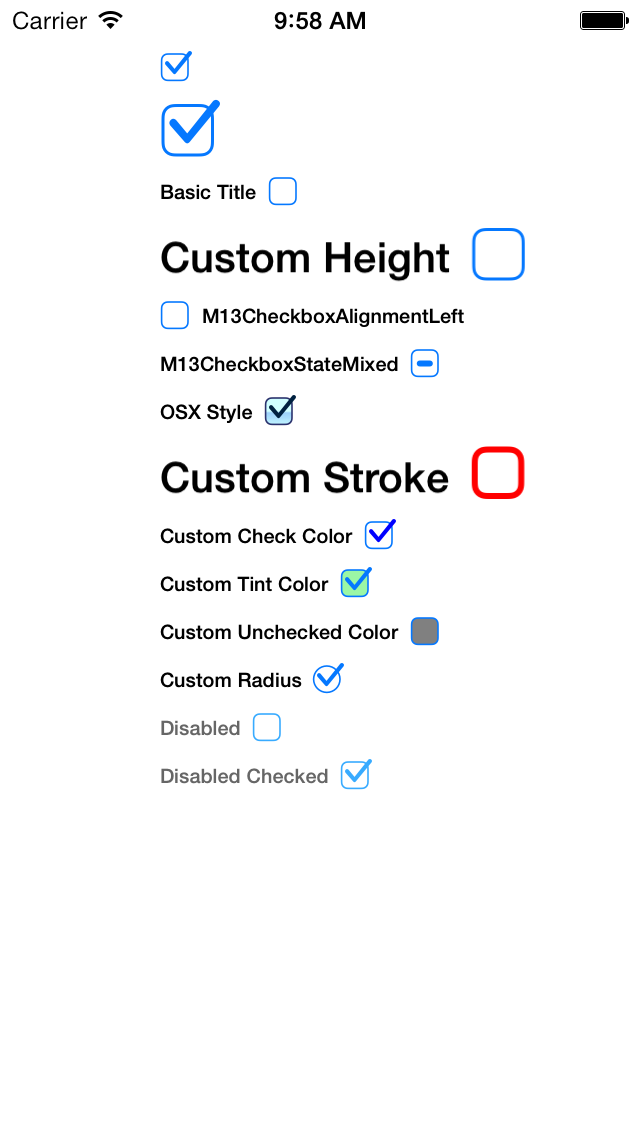 Carrier 9:58 AM
Basic Title
Custom Height
M13CheckboxAlignmentLeft
M13CheckboxStateMixed
OSX Style
Custom Stroke
Custom Check Color
Custom Tint Color
Custom Unchecked Color
Custom Radius
Disabled
Disabled Checked